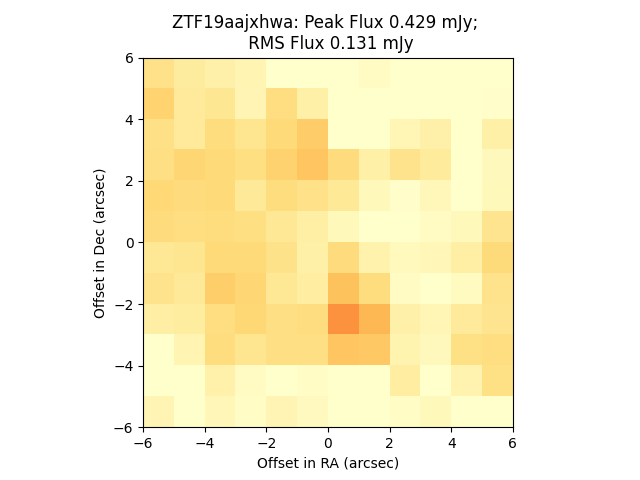 ZTF19aajxhwa: Peak Flux 0.429 mJy;
RMS Flux 0.131 mJy
6
4
2
0
−2
−4
−6
Offset in Dec (arcsec)
−6 −4 −2 0 2 4 6
Offset in RA (arcsec)